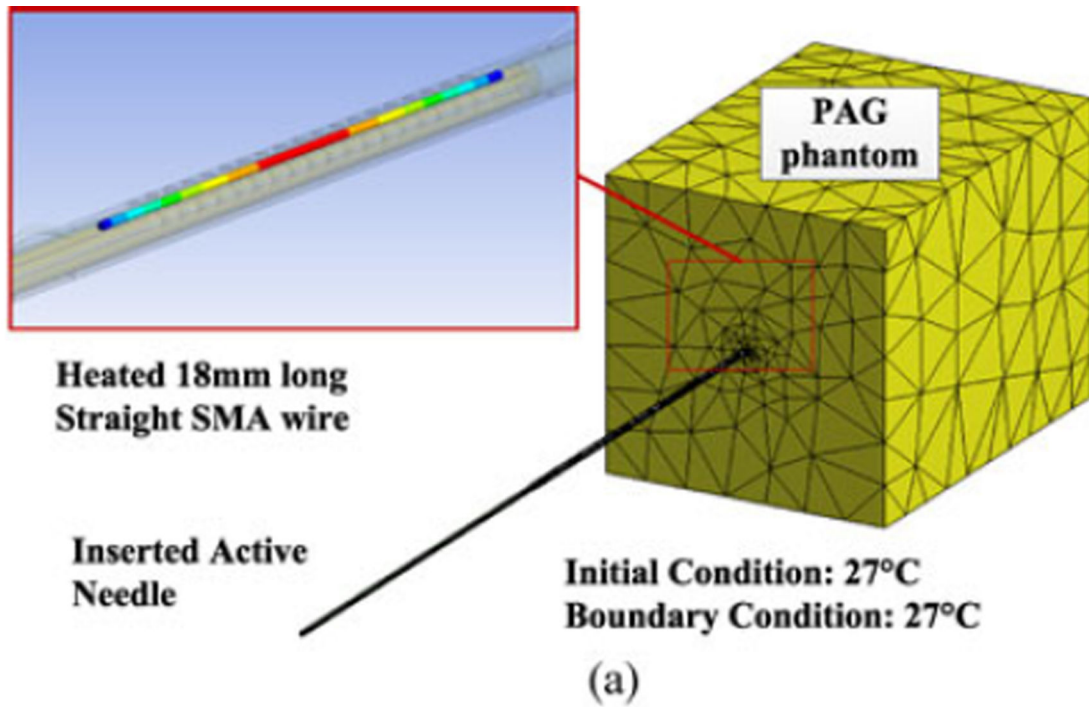 PAG
phantom
Heated 18mm long
Straight SMA wire
Inserted Active
Needle
Initial Condition: 27°C
Boundary Condition: 27°C
(a)